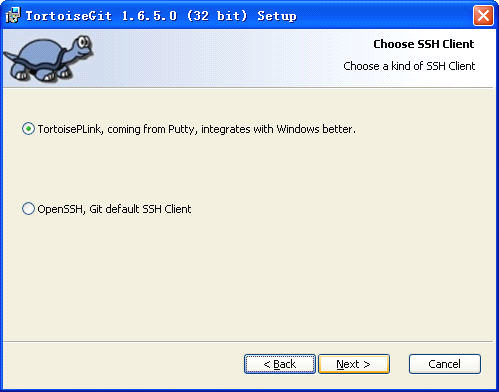 TortoiseGit 1.6.5.0 (32 bit) Setup
Choose SSH Client
Choose a kind of SSH Client
TortoisePLink, coming from Putty, integrates with Windows better.
OpenSSH, Git default SSH Client
< Back Next > Cancel